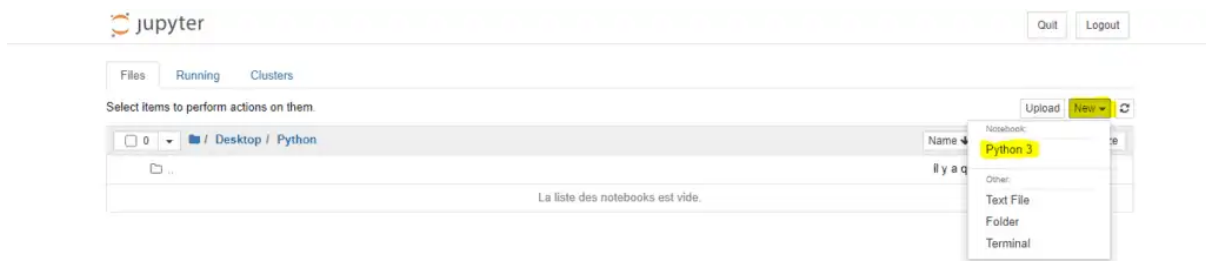 jupyter
Quit Logout
Files Running Clusters
Select items to perform actions on them.
Upload New
0 / Desktop / Python Name
Notebook:
Python 3
.. il y a q
Other:
La liste des notebooks est vide.
Text File
Folder
Terminal